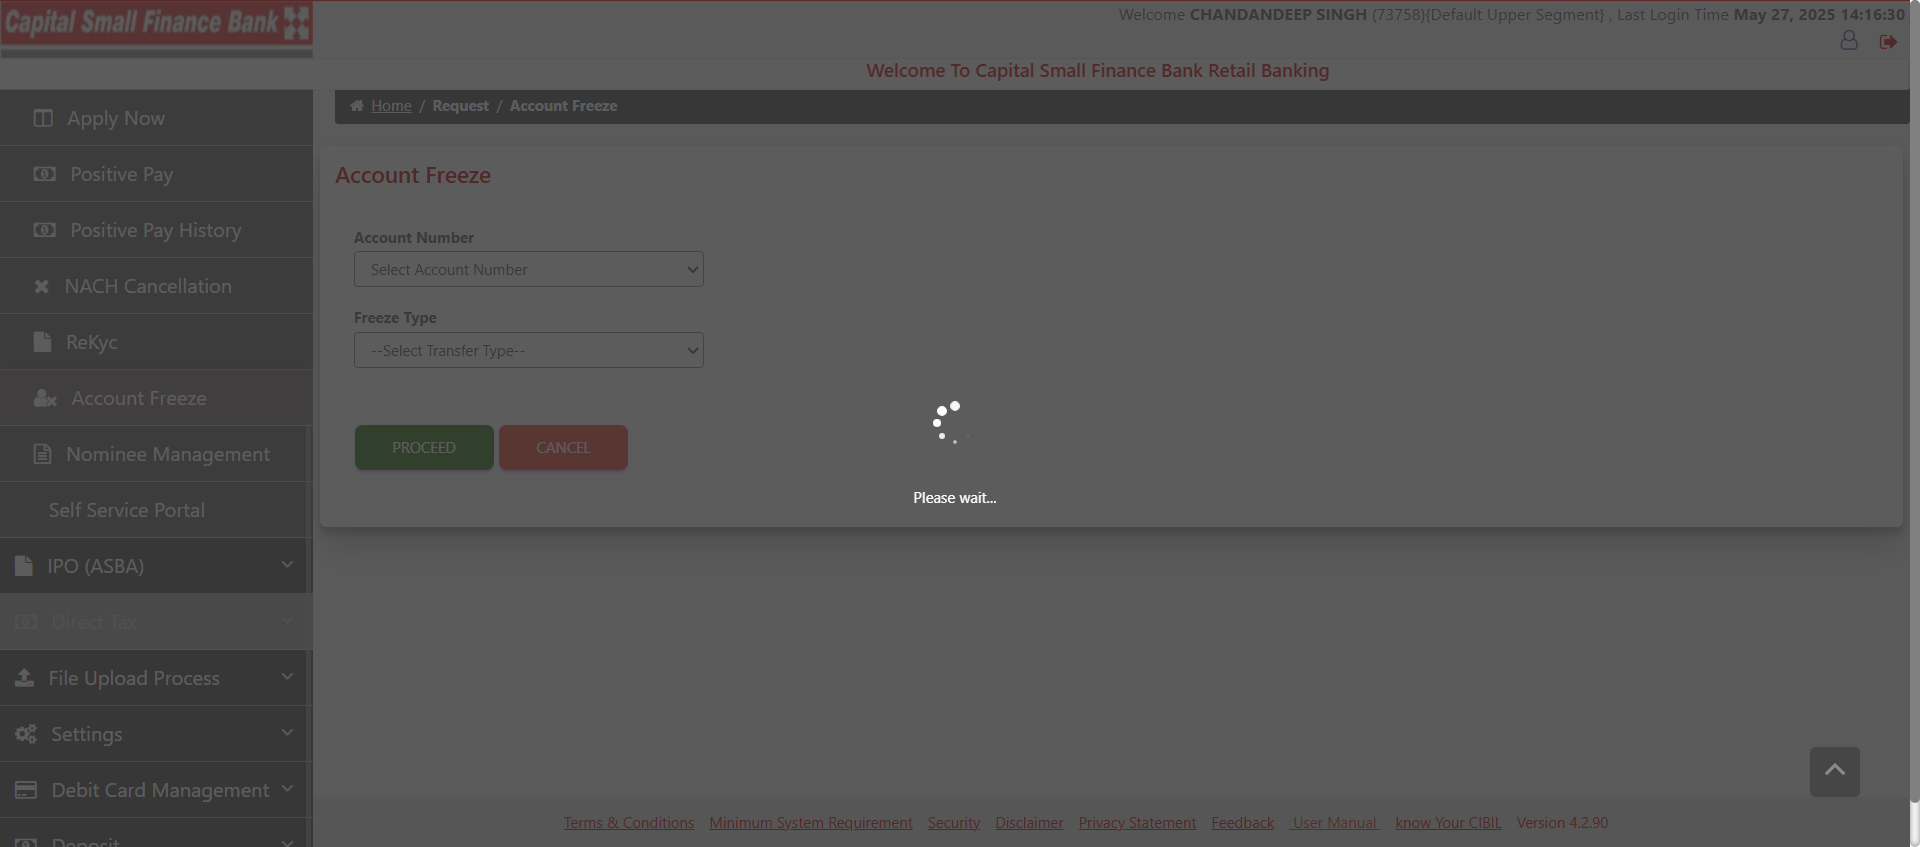 Capital Small Finance Bank
Welcome CHANDANDEEP SINGH (73758){Default Upper Segment} , Last Login Time May 27, 2025 14:16:30
Welcome To Capital Small Finance Bank Retail Banking
Home / Request / Account Freeze
Apply Now
Positive Pay
Positive Pay History
NACH Cancellation
ReKyc
Account Freeze
Nominee Management
Self Service Portal
IPO (ASBA)
Direct Tax
File Upload Process
Settings
Debit Card Management
Deposit
Account Freeze
Account Number
Select Account Number
Freeze Type
--Select Transfer Type--
PROCEED CANCEL
Please wait...
Terms & Conditions Minimum System Requirement Security Disclaimer Privacy Statement Feedback User Manual know Your CIBIL Version 4.2.90